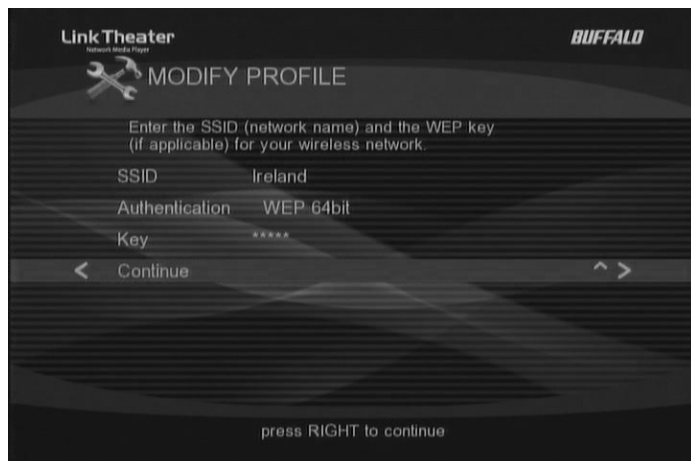 LinkTheater
Network Media Player
BUFFALO
MODIFY PROFILE
Enter the SSID (network name) and the WEP key
(if applicable) for your wireless network.
SSID Ireland
Authentication WEP 64bit
Key *****
< Continue ^ >
press RIGHT to continue